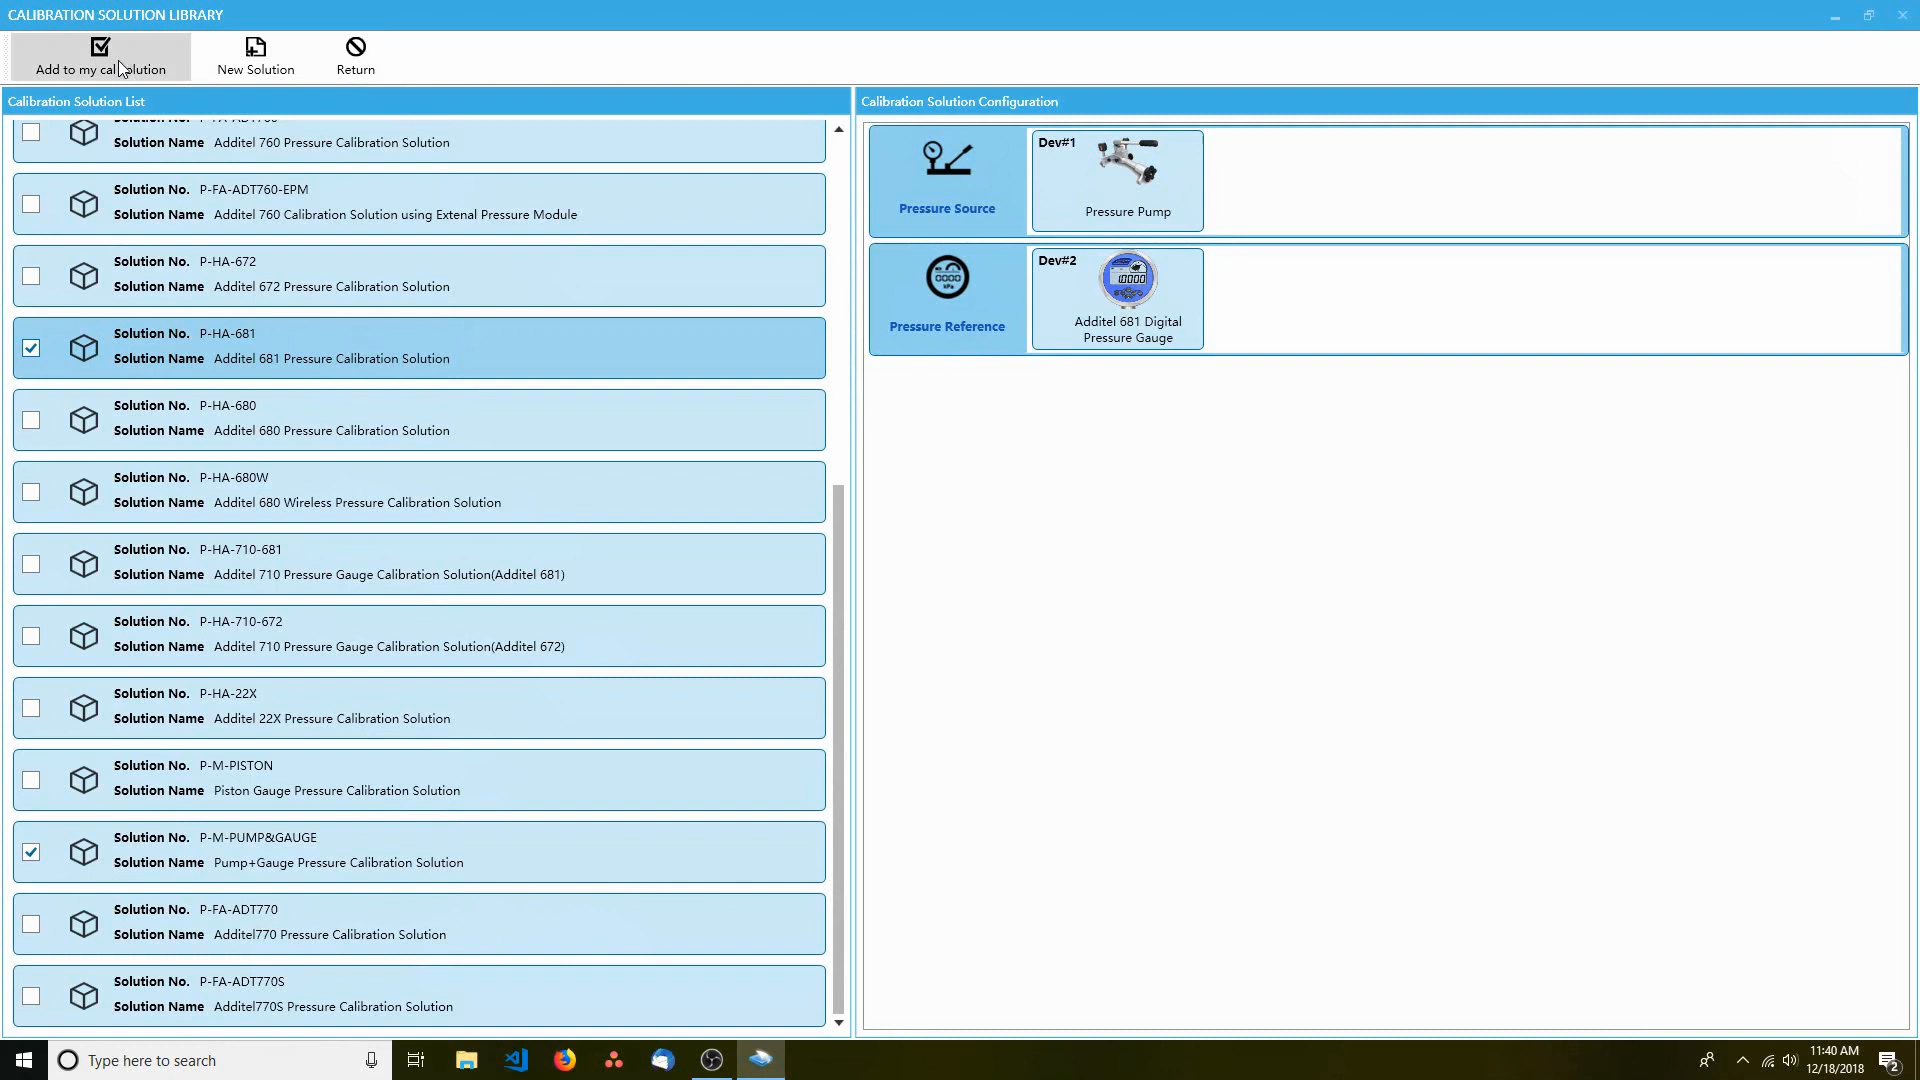 CALIBRATION SOLUTION LIBRARY
Add to my cal solution
New Solution
Return
Calibration Solution List
Solution Name Additel 760 Pressure Calibration Solution
Solution No. P-FA-ADT760-EPM
Solution Name Additel 760 Calibration Solution using Extenal Pressure Module
Solution No. P-HA-672
Solution Name Additel 672 Pressure Calibration Solution
Solution No. P-HA-681
Solution Name Additel 681 Pressure Calibration Solution
Solution No. P-HA-680
Solution Name Additel 680 Pressure Calibration Solution
Solution No. P-HA-680W
Solution Name Additel 680 Wireless Pressure Calibration Solution
Solution No. P-HA-710-681
Solution Name Additel 710 Pressure Gauge Calibration Solution(Additel 681)
Solution No. P-HA-710-672
Solution Name Additel 710 Pressure Gauge Calibration Solution(Additel 672)
Solution No. P-HA-22X
Solution Name Additel 22X Pressure Calibration Solution
Solution No. P-M-PISTON
Solution Name Piston Gauge Pressure Calibration Solution
Solution No. P-M-PUMP&GAUGE
Solution Name Pump+Gauge Pressure Calibration Solution
Solution No. P-FA-ADT770
Solution Name Additel770 Pressure Calibration Solution
Solution No. P-FA-ADT770S
Solution Name Additel770S Pressure Calibration Solution
Calibration Solution Configuration
Pressure Source
Dev#1
Pressure Pump
0000
kPa
Pressure Reference
Dev#2
1.0000
Additel 681 Digital
Pressure Gauge
Type here to search
11:40 AM
12/18/2018
2